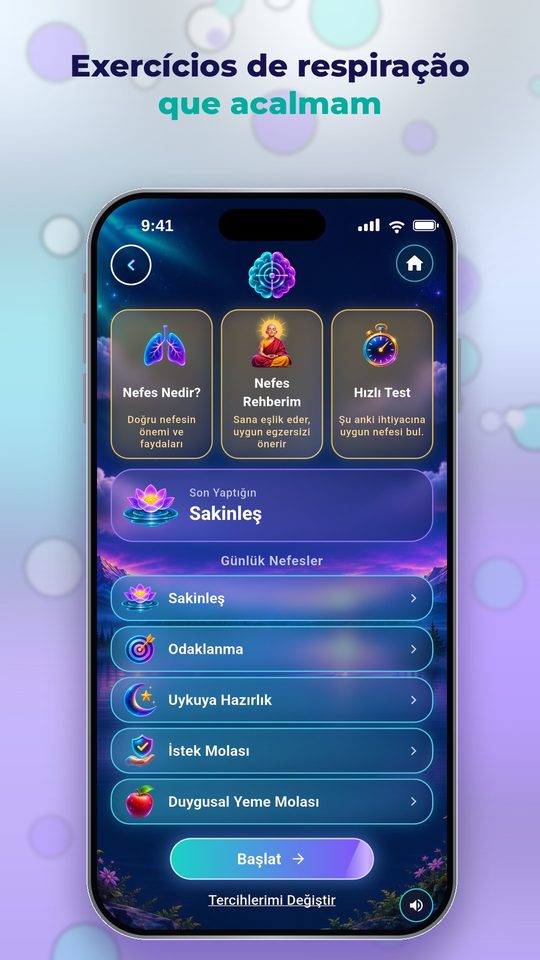 Exercícios de respiração
que acalmam
9:41
Nefes Nedir?
Doğru nefesin
önemi ve
faydaları
Nefes
Rehberim
Sana eşlik eder,
uygun egzersizi
önerir
Hızlı Test
Şu anki ihtiyacına
uygun nefesi bul.
Son Yaptığın
Sakinleş
Günlük Nefesler
Sakinleş
Odaklanma
Uykuya Hazırlık
İstek Molası
Duygusal Yeme Molası
Başlat →
Tercihlerimi Değiştir